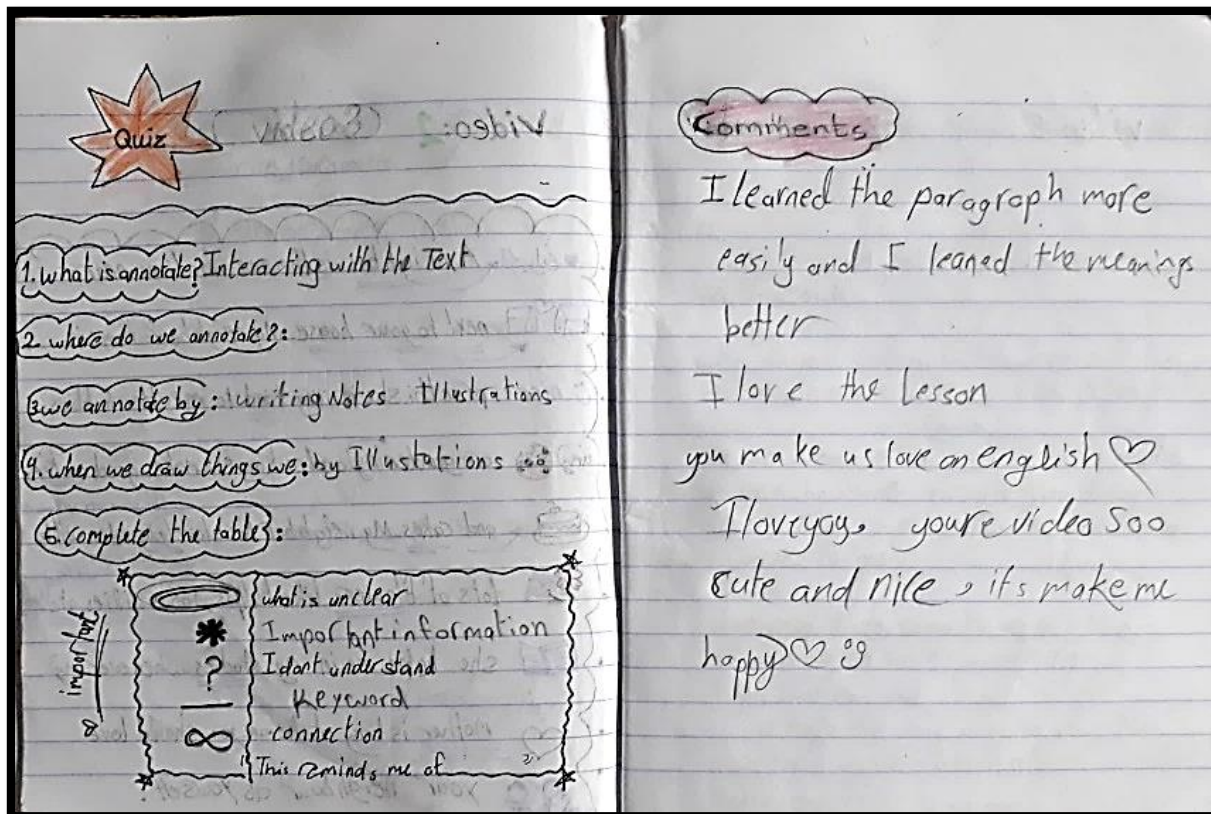 Quiz
video 3
1. what is annotate? Interacting with the Text
2. where do we annotate?:
3. we annotate by: writing Notes Illustrations
4. when we draw things we: by Illustations
5. complete the table:
important
what is unclear
* Important information
? I dont understand
Keyword
∞ connection
This reminds me of
Comments
I learned the paragraph more
easily and I leaned the meanings
better
I love the Lesson
you make us love an english ♡
I love yoy, youre video Soo
cute and nice, it's make me
happy ♡